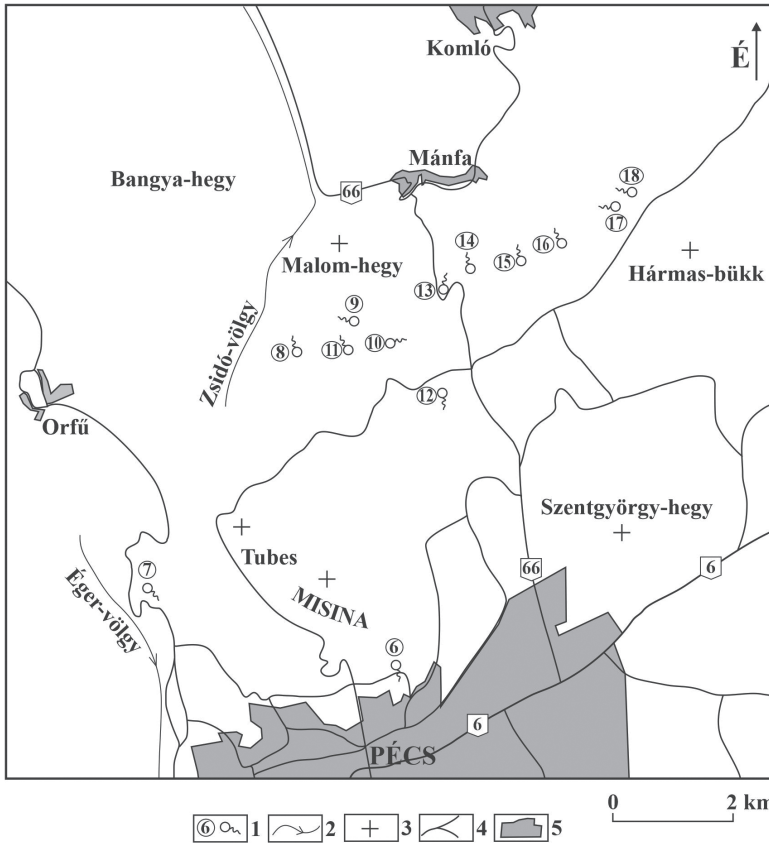 Komló
É
Mánfa
Bangya-hegy
66
18
17
14
16
15
Malom-hegy
Hármas-bükk
13
9
Zsidó-völgy
8
11
10
12
Orfű
Szentgyörgy-hegy
Tubes
7
66
6
Éger-völgy
MISINA
6
6
PÉCS
0 2 km
6 1 2 3 4 5